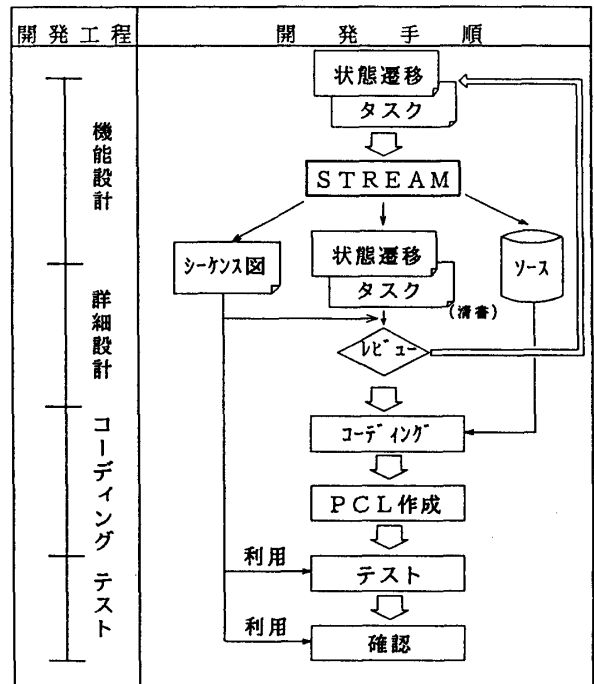 開発工程
開発手順
状態遷移
タスク
機能設計
STREAM
シーケンス図
状態遷移
タスク
(清書)
ソース
詳細設計
レビュー
コーディング
コーディング
PCL作成
テスト
利用
テスト
利用
確認